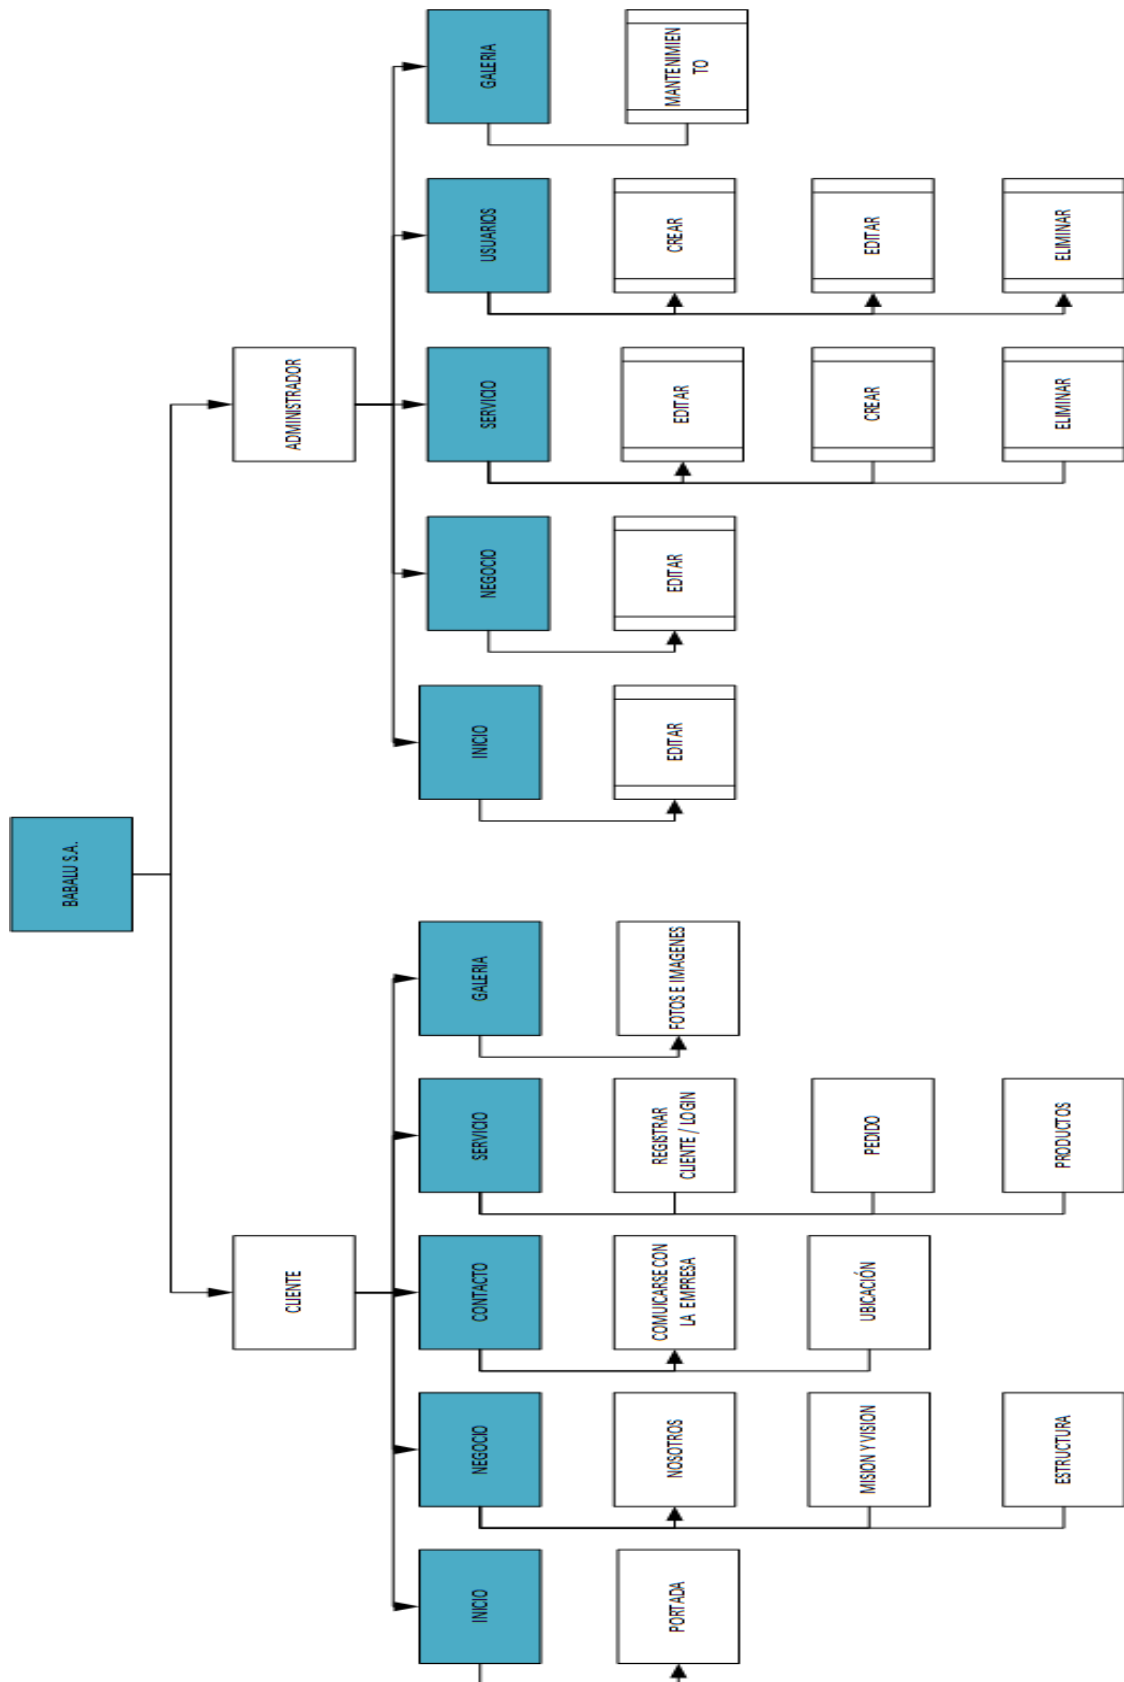 BABALU S.A.
CLIENTE
ADMINISTRADOR
INICIO
NEGOCIO
CONTACTO
SERVICIO
GALERIA
INICIO
NEGOCIO
SERVICIO
USUARIOS
GALERIA
PORTADA
NOSOTROS
COMUICARSE CON
LA EMPRESA
REGISTRAR
CLIENTE / LOGIN
FOTOS E IMAGENES
EDITAR
EDITAR
EDITAR
CREAR
MANTENIMIEN
TO
MISION Y VISION
UBICACIÓN
PEDIDO
CREAR
EDITAR
ESTRUCTURA
PRODUCTOS
ELIMINAR
ELIMINAR